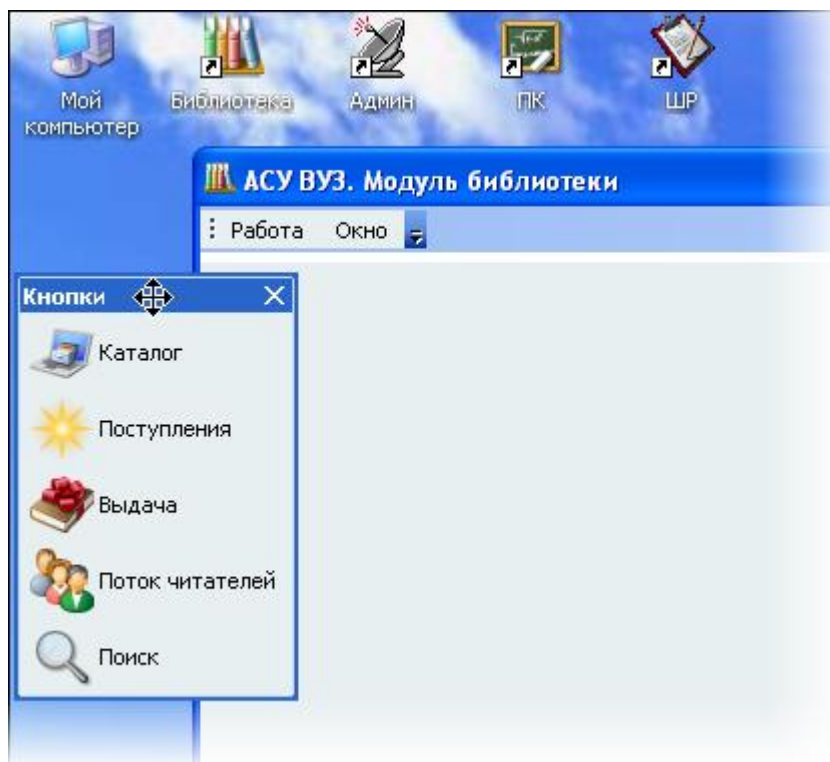 Мой
компьютер
Библиотека
Админ
ПК
ШР
АСУ ВУЗ. Модуль библиотеки
Работа Окно
Кнопки
Каталог
Поступления
Выдача
Поток читателей
Поиск